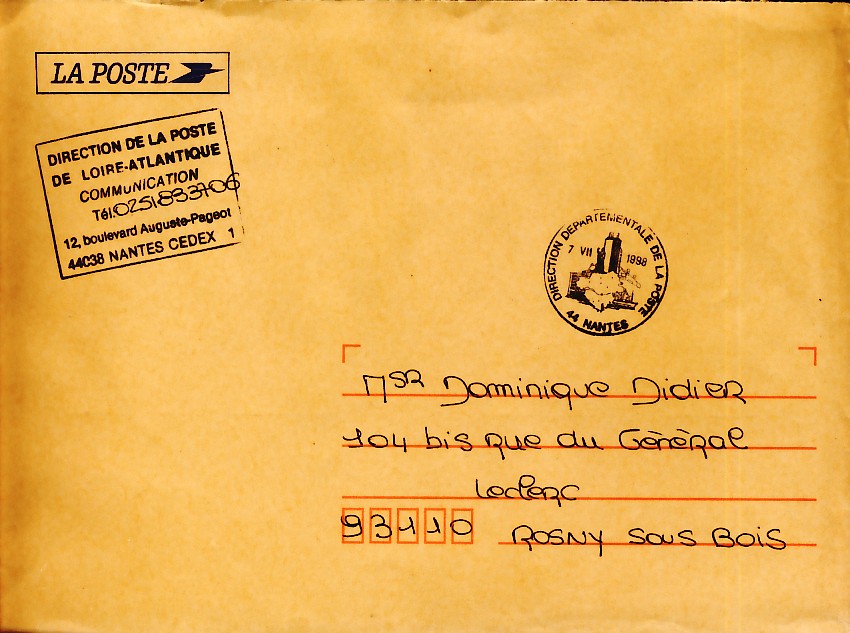 LA POSTE
DIRECTION DE LA POSTE
DE LOIRE-ATLANTIQUE
COMMUNICATION
Tél.0251833706
12, boulevard Auguste-Pageot
44038 NANTES CEDEX 1
DIRECTION DEPARTEMENTALE DE LA POSTE
7 VII 1998
44 NANTES
MSR Dominique Didier
104 bis Rue du Général
Leclerc
93110 ROSNY SOUS BOIS